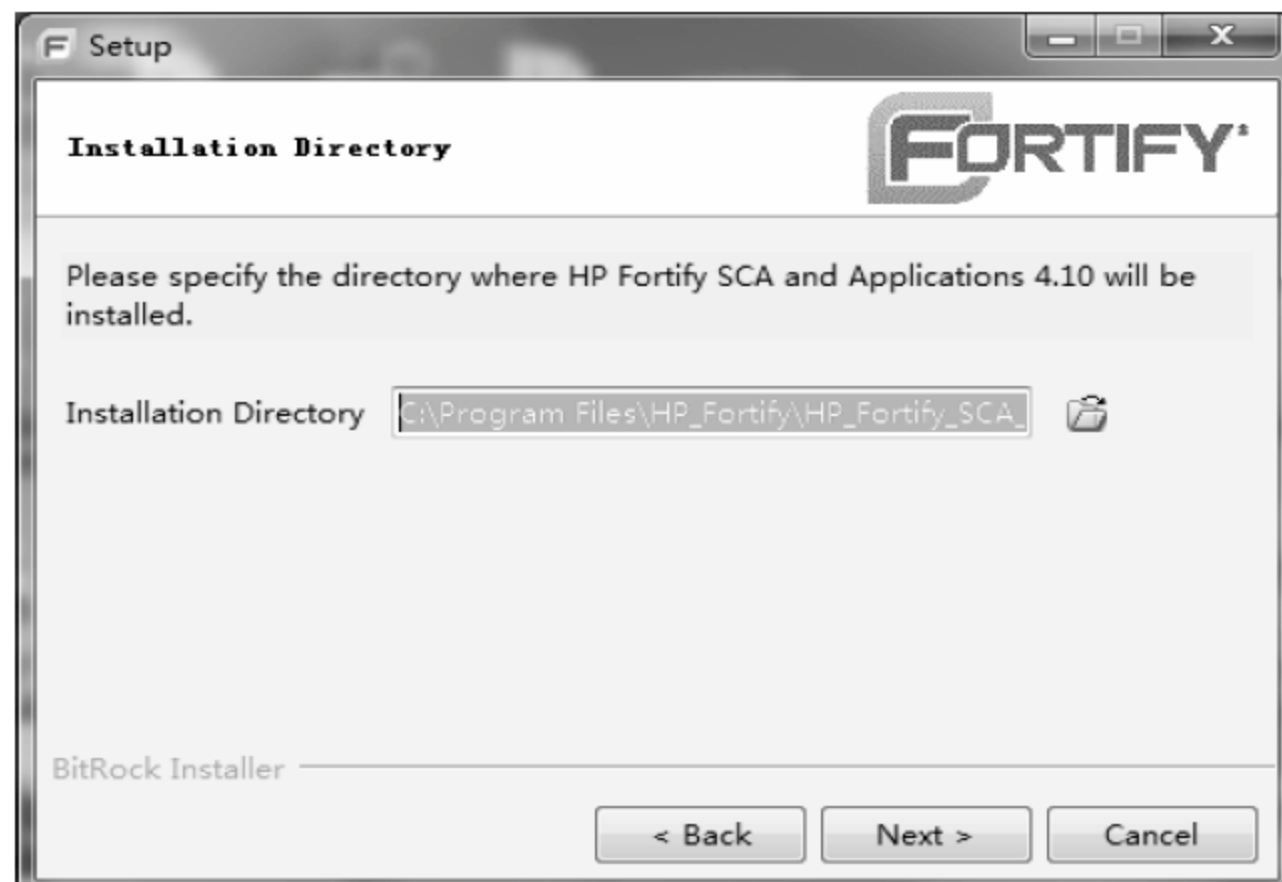 Setup
Installation Directory
FORTIFY
Please specify the directory where HP Fortify SCA and Applications 4.10 will be
installed.
Installation Directory C:\Program Files\HP_Fortify\HP_Fortify_SCA_
BitRock Installer
< Back Next > Cancel